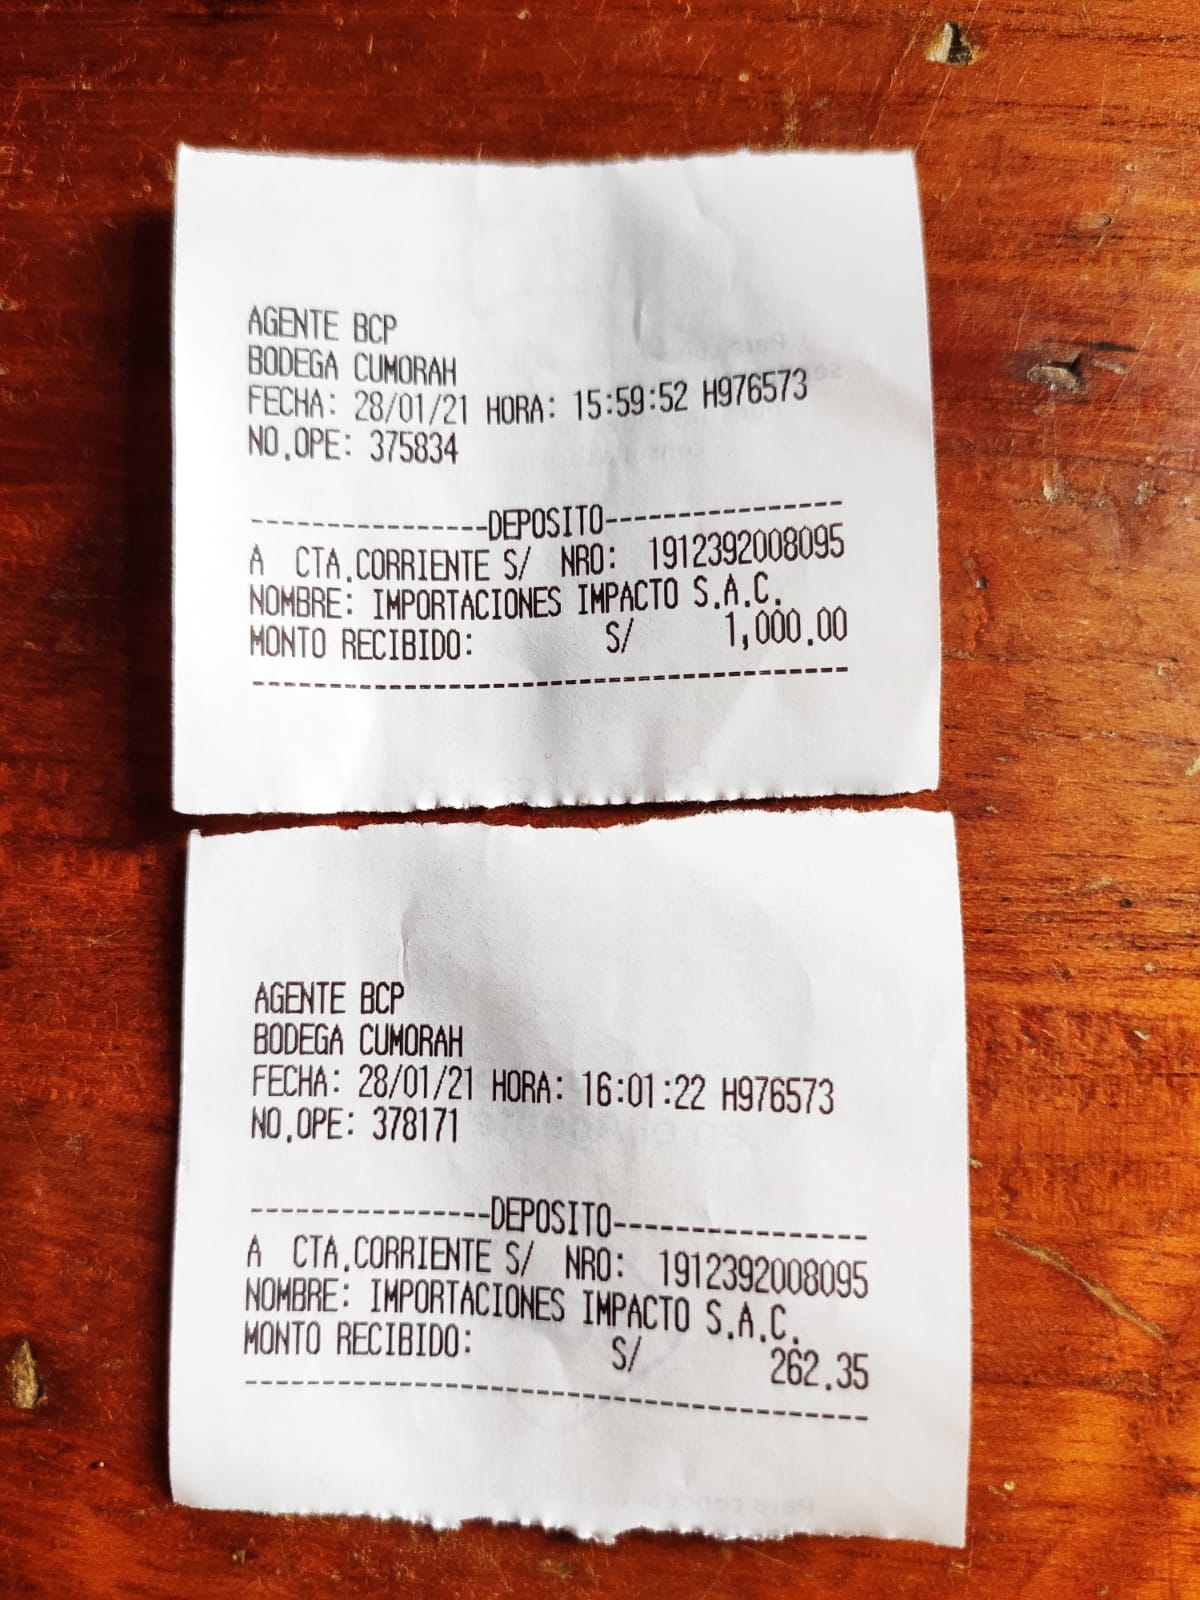 AGENTE BCP
BODEGA CUMORAH
FECHA: 28/01/21 HORA: 15:59:52 H976573
NO.OPE: 375834
----------------DEPOSITO----------------
A CTA.CORRIENTE S/ NRO: 1912392008095
NOMBRE: IMPORTACIONES IMPACTO S.A.C.
MONTO RECIBIDO: S/ 1,000.00
----------------------------------------
AGENTE BCP
BODEGA CUMORAH
FECHA: 28/01/21 HORA: 16:01:22 H976573
NO.OPE: 378171
----------------DEPOSITO----------------
A CTA.CORRIENTE S/ NRO: 1912392008095
NOMBRE: IMPORTACIONES IMPACTO S.A.C.
MONTO RECIBIDO: S/ 262.35
----------------------------------------